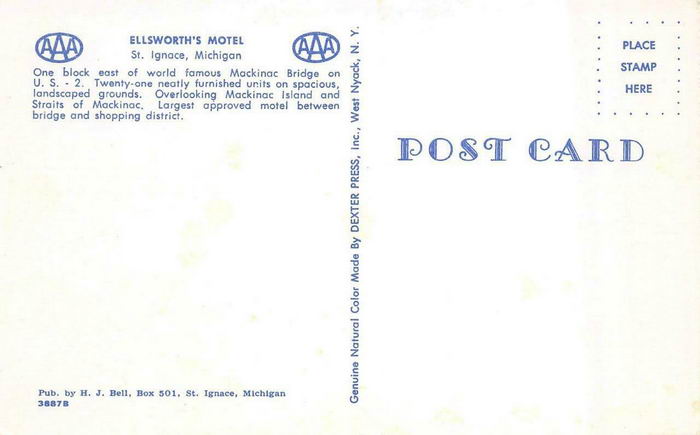 AAA
ELLSWORTH'S MOTEL
AAA
St. Ignace, Michigan
One block east of world famous Mackinac Bridge on
U. S. - 2. Twenty-one neatly furnished units on spacious,
landscaped grounds. Overlooking Mackinac Island and
Straits of Mackinac. Largest approved motel between
bridge and shopping district.
Pub. by H. J. Bell, Box 501, St. Ignace, Michigan
3887B
Genuine Natural Color Made By DEXTER PRESS, Inc., West Nyack, N. Y.
PLACE
STAMP
HERE
POST CARD